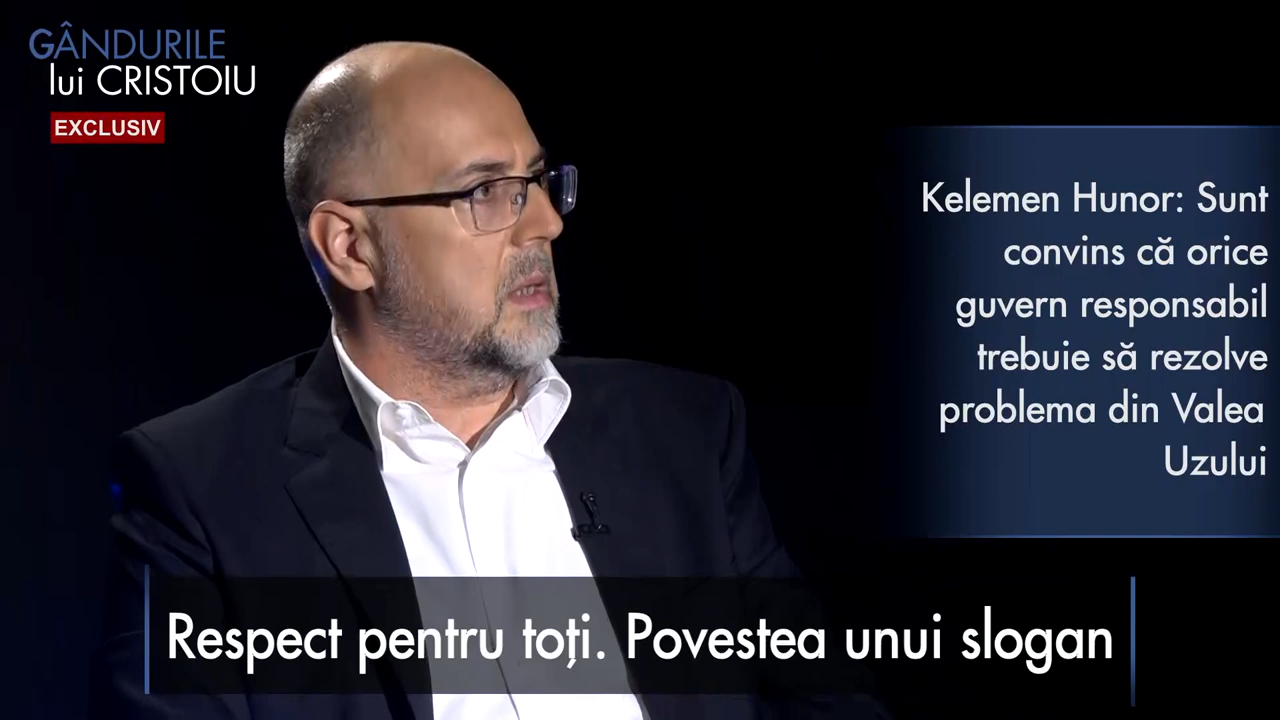 GÂNDURILE
lui CRISTOIU
EXCLUSIV
Kelemen Hunor: Sunt
convins că orice
guvern responsabil
trebuie să rezolve
problema din Valea
Uzului
Respect pentru toți. Povestea unui slogan